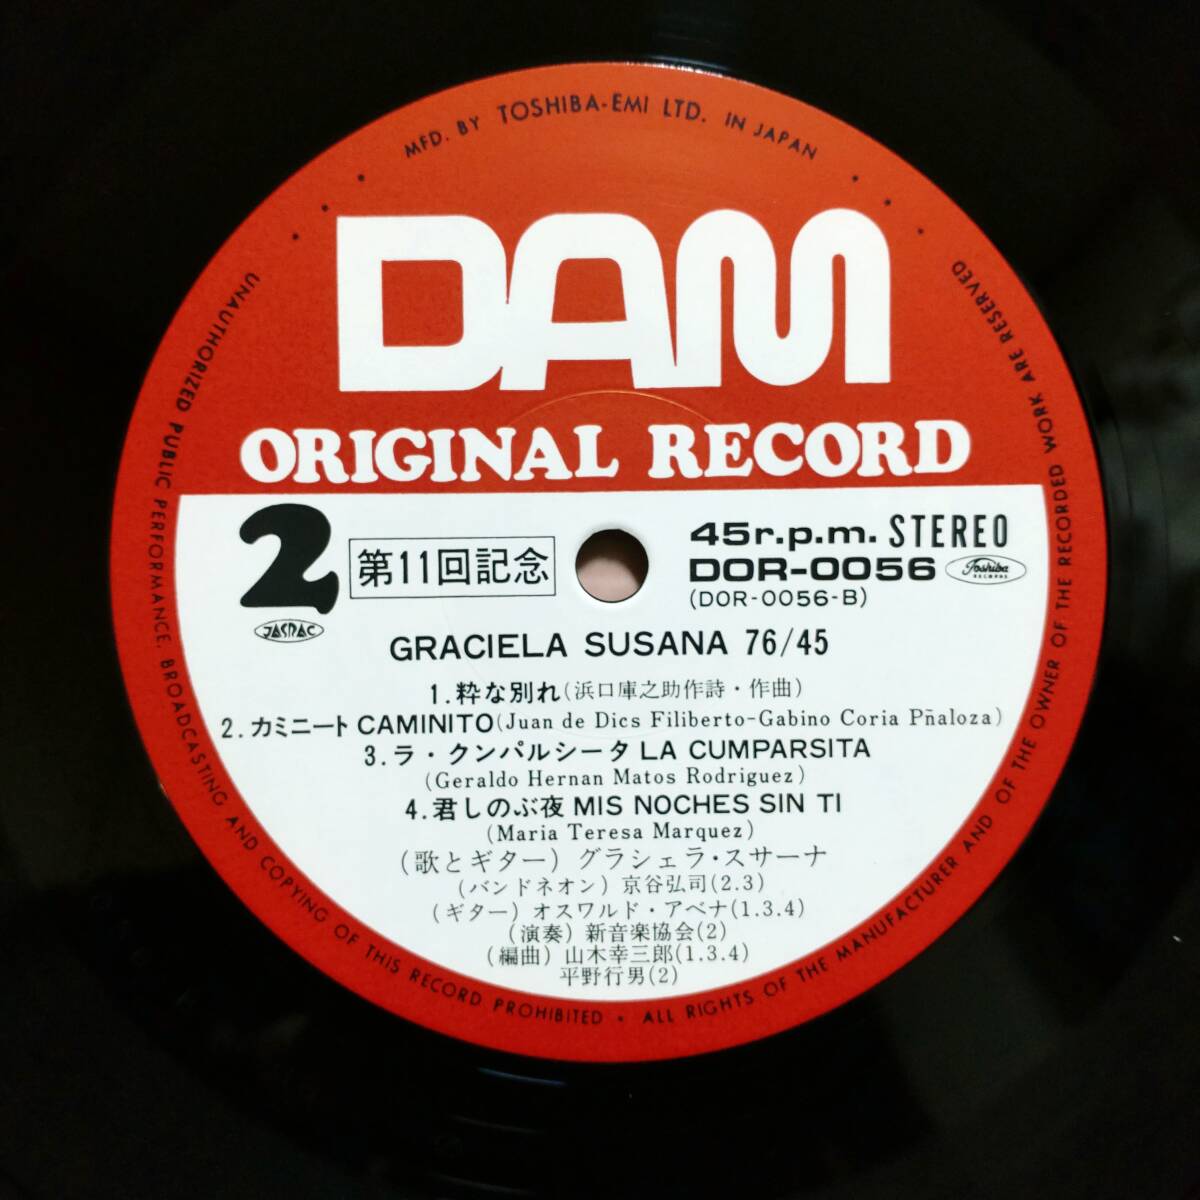 MFD. BY TOSHIBA-EMI LTD. IN JAPAN
DAM
ORIGINAL RECORD
2
第11回記念
45r.p.m. STEREO
DOR-0056
Toshiba
RECORDS
(DOR-0056-B)
JASRAC
GRACIELA SUSANA 76/45
1.粋な別れ(浜口庫之助作詩・作曲)
2.カミニート CAMINITO(Juan de Dics Filiberto-Gabino Coria Pñaloza)
3.ラ・クンパルシータ LA CUMPARSITA
(Geraldo Hernan Matos Rodriguez)
4.君しのぶ夜 MIS NOCHES SIN TI
(Maria Teresa Marquez)
(歌とギター) グラシェラ・スサーナ
(バンドネオン) 京谷弘司(2.3)
(ギター) オスワルド・アベナ(1.3.4)
(演奏) 新音楽協会(2)
(編曲) 山木幸三郎(1.3.4)
平野行男(2)
UNAUTHORIZED PUBLIC PERFORMANCE, BROADCASTING AND COPYING OF THIS RECORD PROHIBITED • ALL RIGHTS OF THE MANUFACTURER AND OF THE OWNER OF THE RECORDED WORK ARE RESERVED